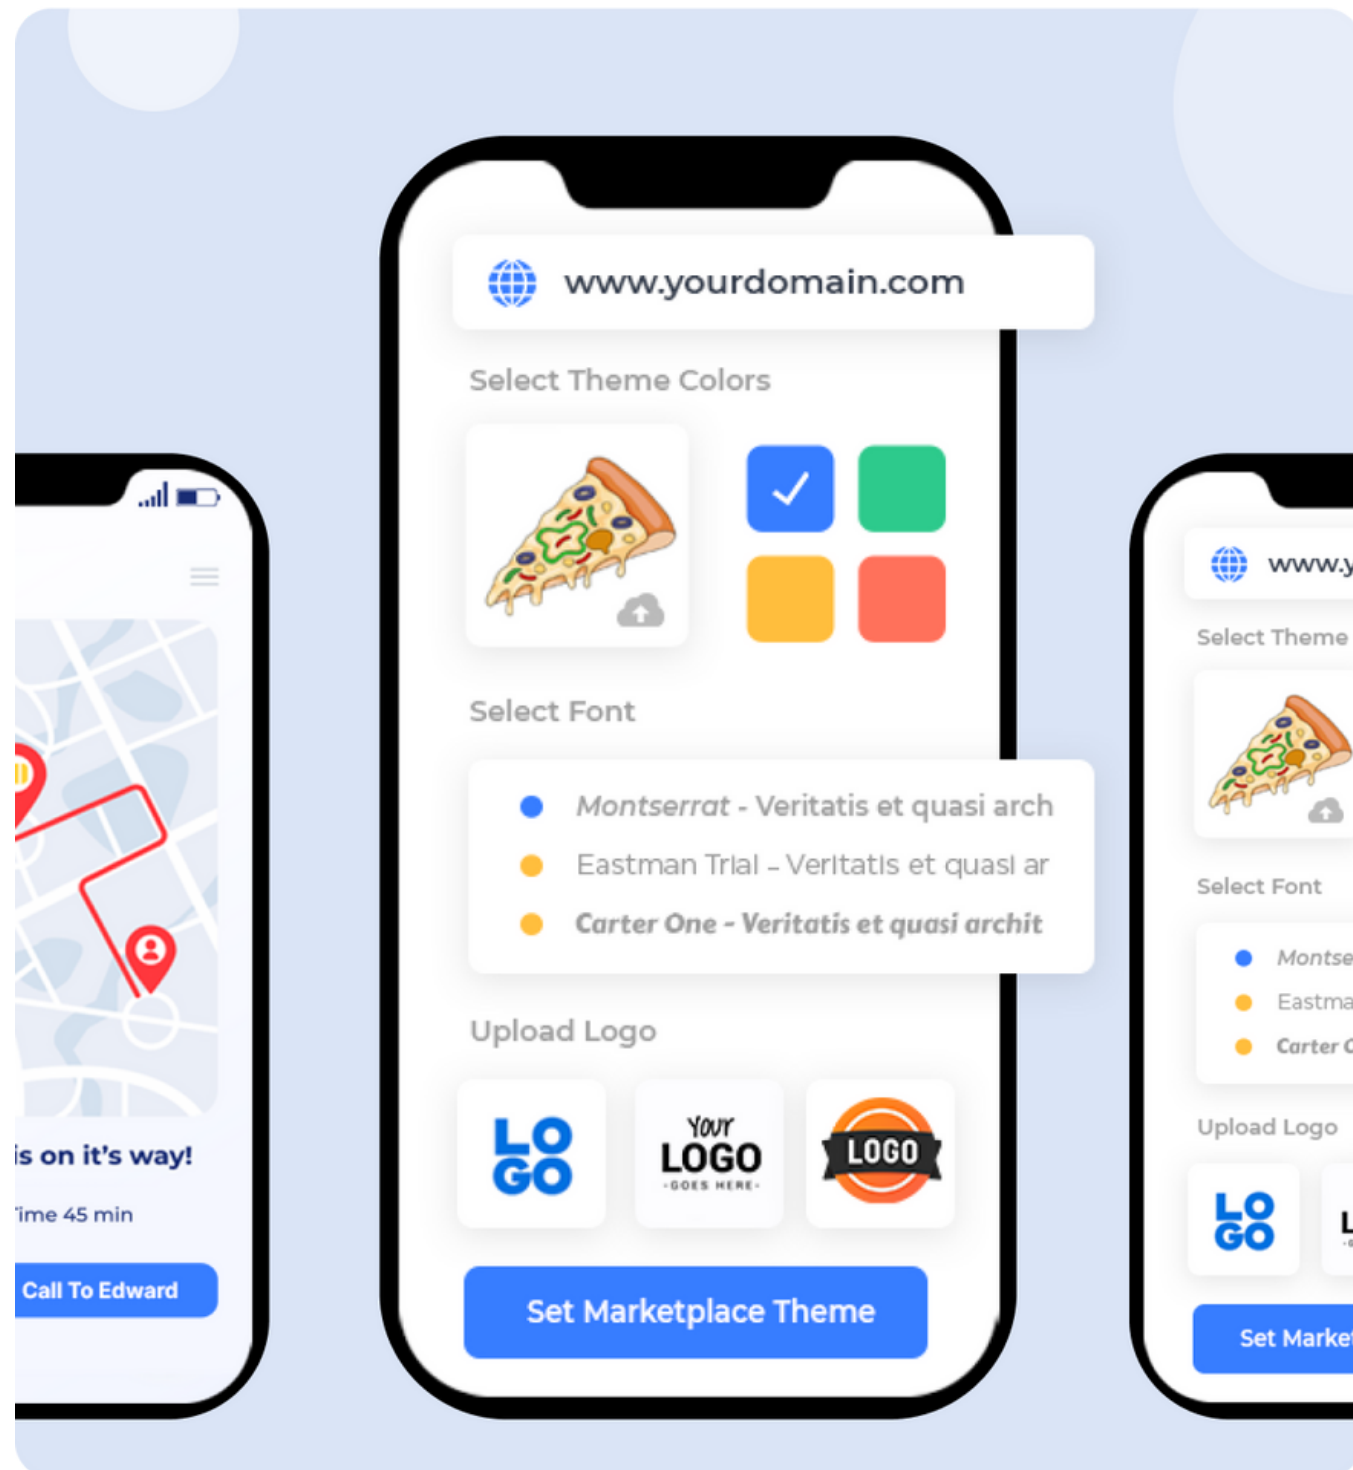 www.yourdomain.com
Select Theme Colors
Select Font
Montserrat - Veritatis et quasi arch
Eastman Trial - Veritatis et quasi ar
Carter One - Veritatis et quasi archit
Upload Logo
LO
GO
Your
LOGO
-GOES HERE-
LOGO
Set Marketplace Theme
is on it's way!
ime 45 min
Call To Edward
www.y
Select Theme
Select Font
Montse
Eastma
Carter
Upload Logo
LO
GO
Set Market